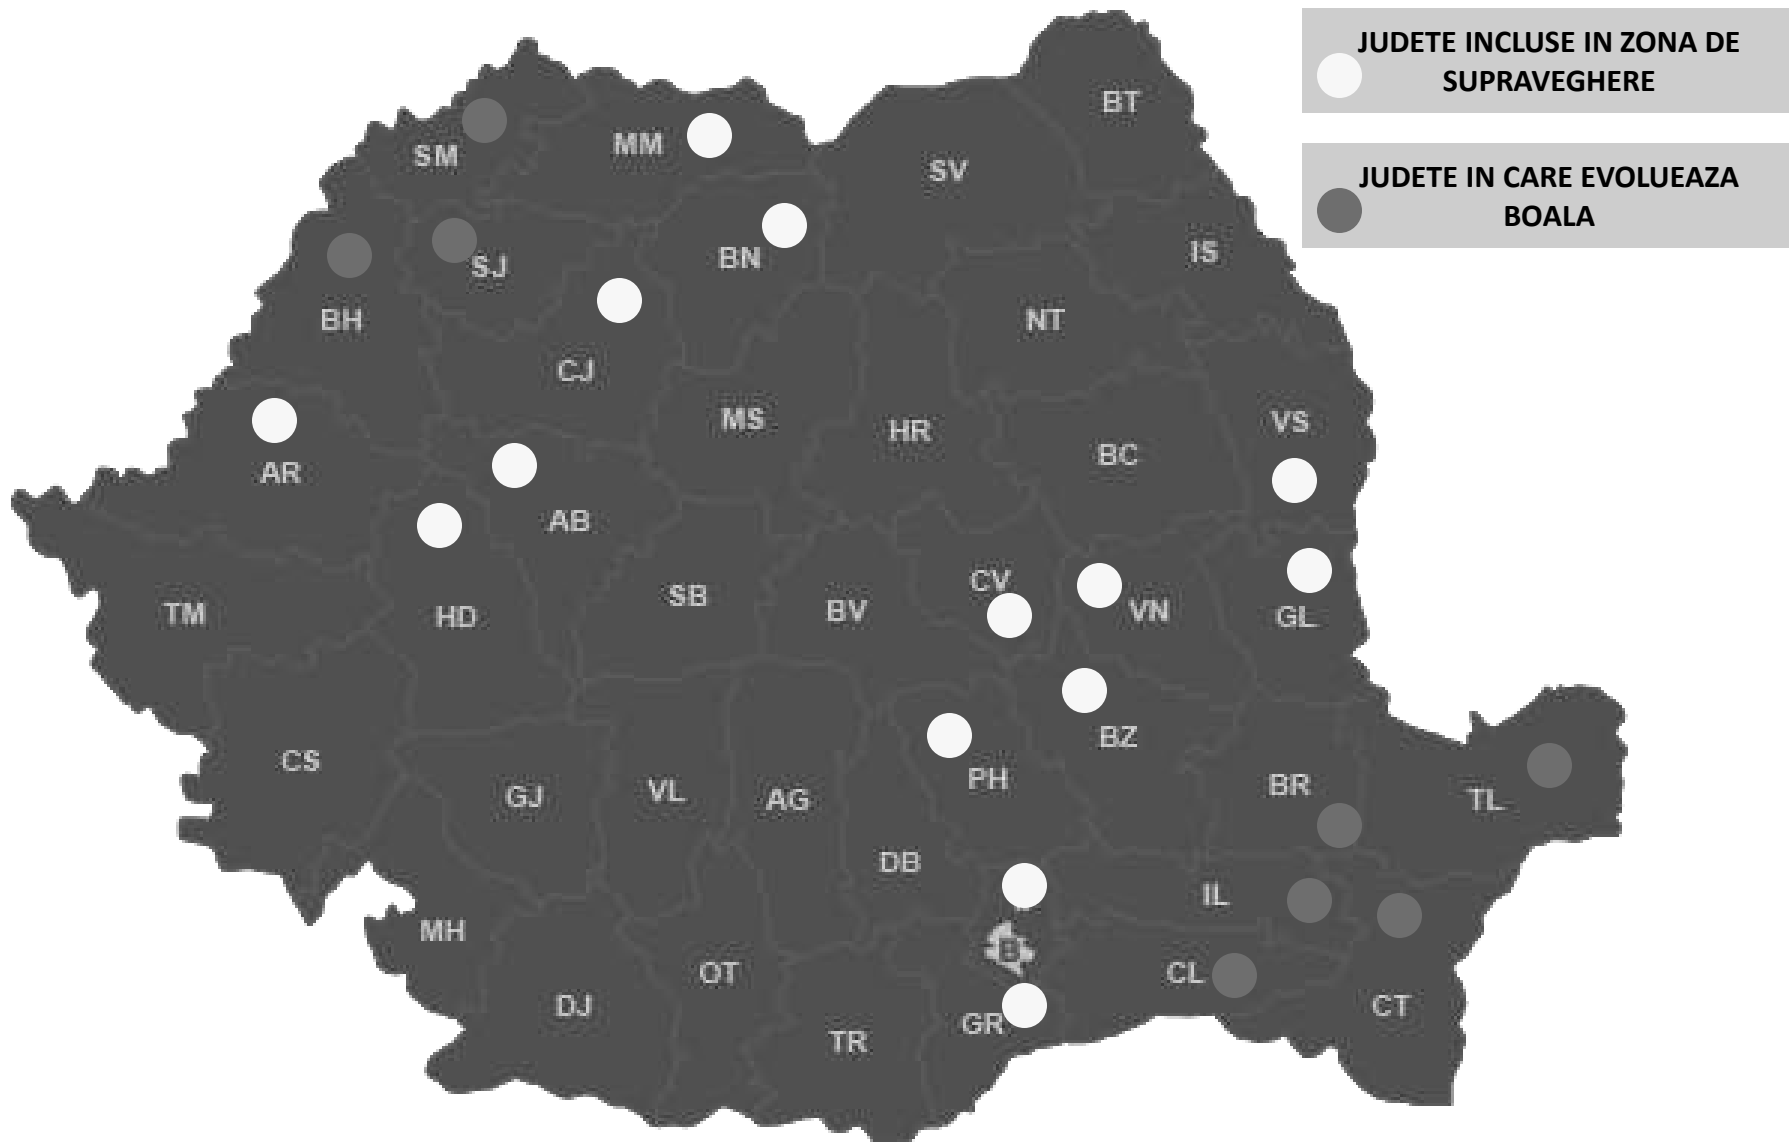 JUDETE INCLUSE IN ZONA DE
SUPRAVEGHERE
JUDETE IN CARE EVOLUEAZA
BOALA
BT
SM
MM
SV
BN
IS
SJ
BH
NT
CJ
MS
HR
VS
AR
BC
AB
CV
TM
HD
SB
BV
VN
GL
CS
BZ
GJ
VL
AG
PH
BR
TL
DB
IL
MH
B
OT
CL
DJ
GR
CT
TR